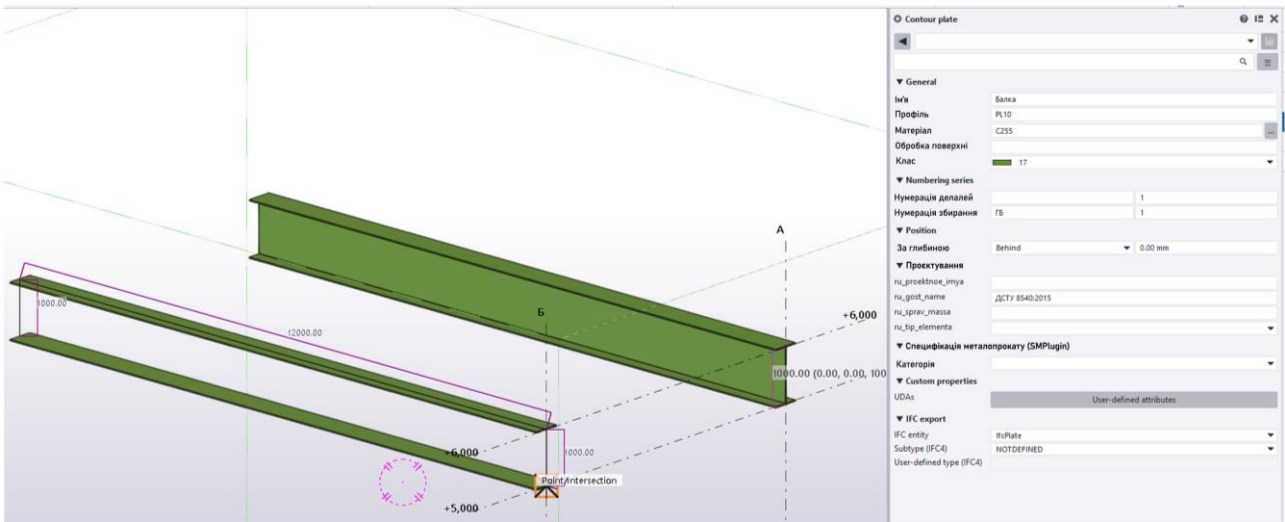 A
Б
+6,000
1000.00
12000.00
1000.00 (0.00, 0.00, 100
+6,000
1000.00
Point/Intersection
+5,000
Contour plate
▼ General
Ім'я Балка
Профіль PL10
Матеріал C255 ...
Обробка поверхні
Клас 17
▼ Numbering series
Нумерація депалей 1
Нумерація збирання ГБ 1
▼ Position
За глибиною Behind 0.00 mm
▼ Проєктування
ru_proektnoe_imya
ru_gost_name ДСТУ 8540:2015
ru_sprav_massa
ru_tip_elementa
▼ Специфікація металопрокату (SMPlugin)
Категорія
▼ Custom properties
UDAs User-defined attributes
▼ IFC export
IFC entity IfcPlate
Subtype (IFC4) NOTDEFINED
User-defined type (IFC4)